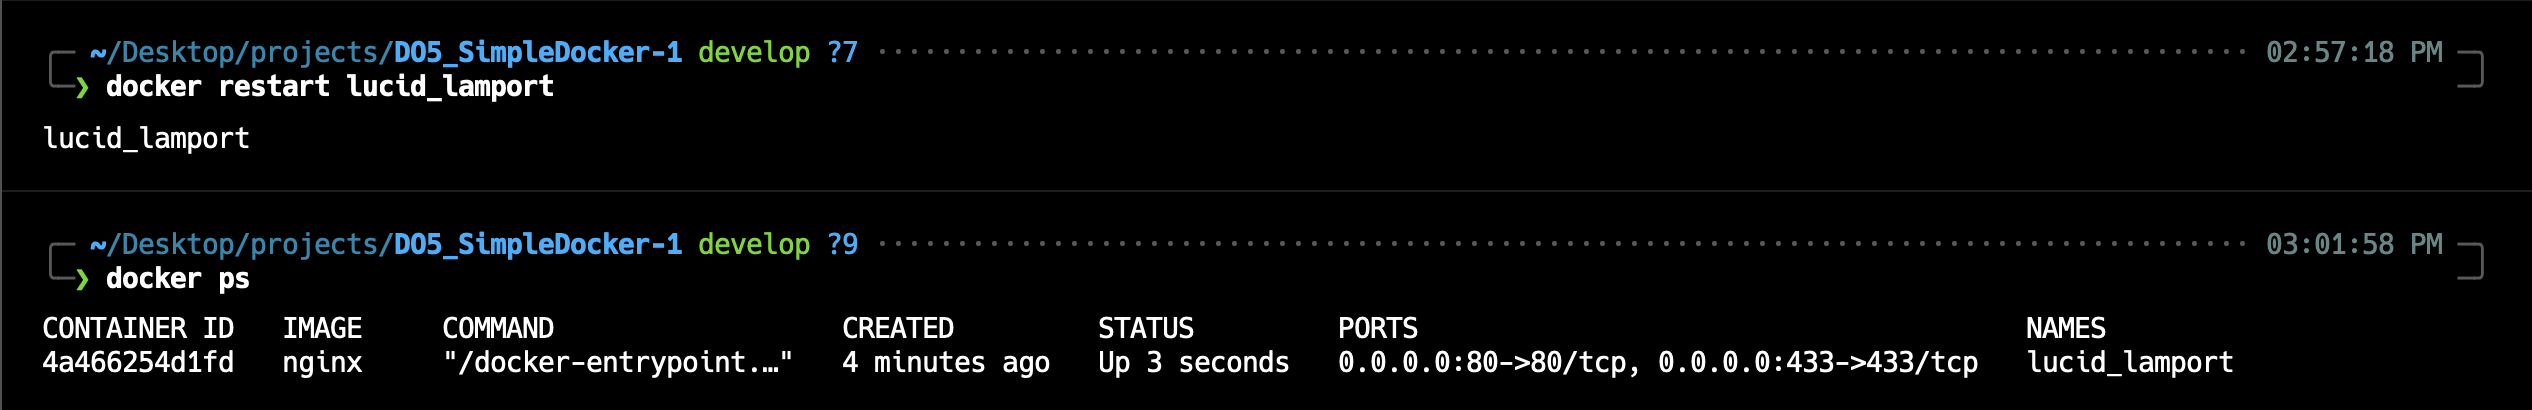 ~/Desktop/projects/DO5_SimpleDocker-1 develop ?7 02:57:18 PM
❯ docker restart lucid_lamport
lucid_lamport
~/Desktop/projects/DO5_SimpleDocker-1 develop ?9 03:01:58 PM
❯ docker ps
CONTAINER ID IMAGE COMMAND CREATED STATUS PORTS NAMES
4a466254d1fd nginx "/docker-entrypoint.…" 4 minutes ago Up 3 seconds 0.0.0.0:80->80/tcp, 0.0.0.0:433->433/tcp lucid_lamport